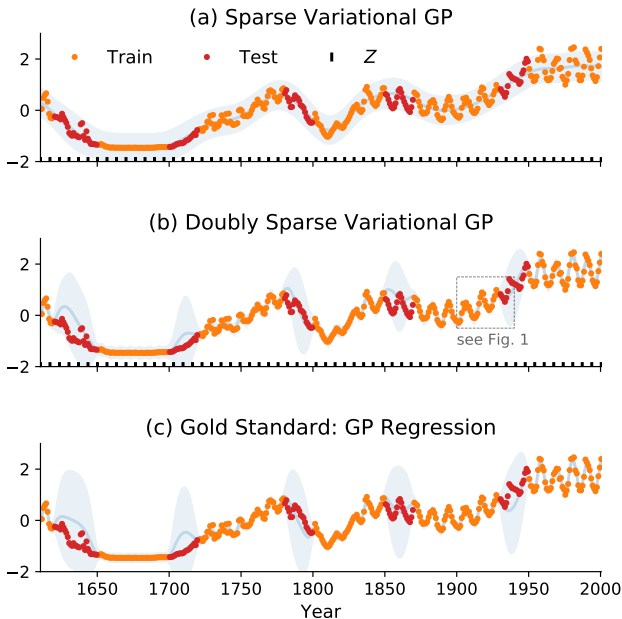 (a) Sparse Variational GP
Train Test Z
2
0
−2
(b) Doubly Sparse Variational GP
2
0
−2
see Fig. 1
(c) Gold Standard: GP Regression
2
0
−2
1650 1700 1750 1800 1850 1900 1950 2000
Year